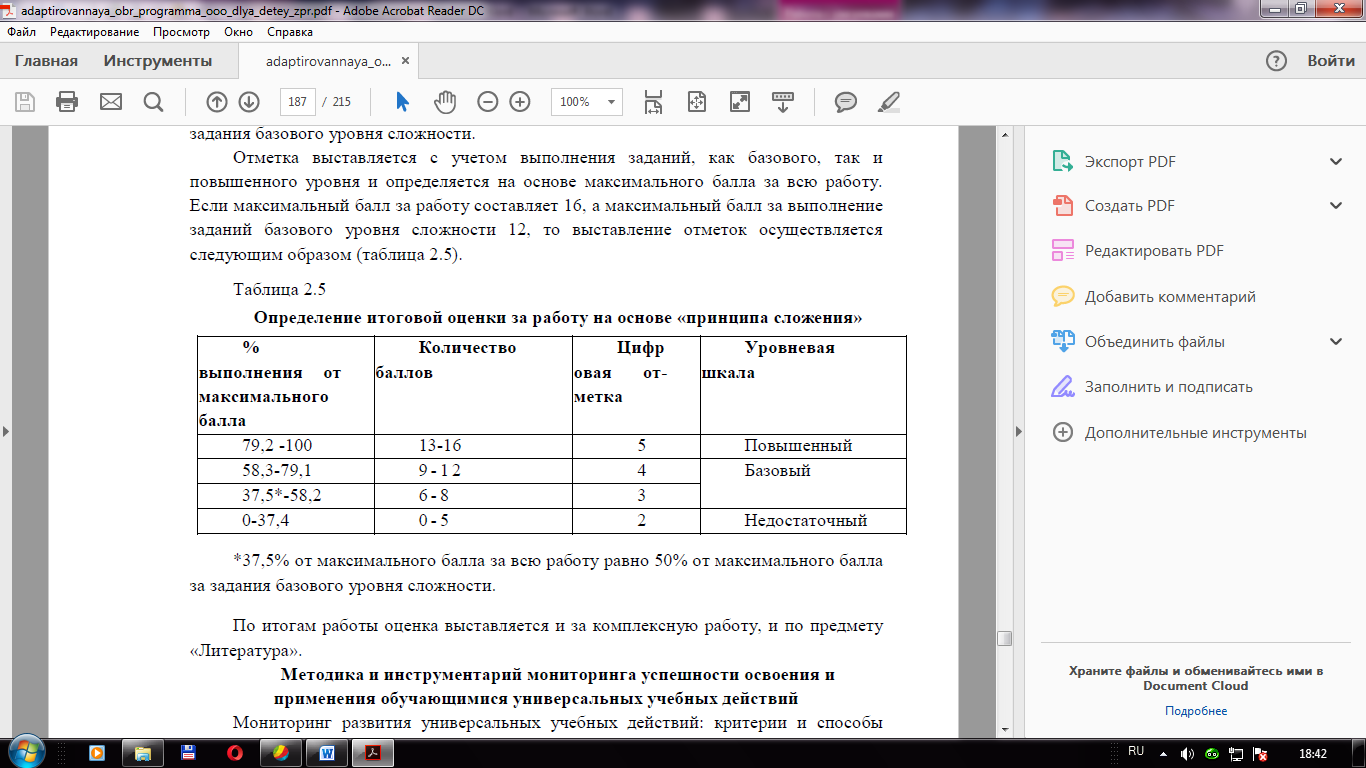 adaptirovannaya_obr_programma_ooo_dlya_detey_zpr.pdf - Adobe Acrobat Reader DC
Файл Редактирование Просмотр Окно Справка
Главная Инструменты adaptirovannaya_o... × ? Войти
187 / 215 100%
задания базового уровня сложности.
Отметка выставляется с учетом выполнения заданий, как базового, так и
повышенного уровня и определяется на основе максимального балла за всю работу.
Если максимальный балл за работу составляет 16, а максимальный балл за выполнение
заданий базового уровня сложности 12, то выставление отметок осуществляется
следующим образом (таблица 2.5).
Таблица 2.5
Определение итоговой оценки за работу на основе «принципа сложения»
%
выполнения от
максимального
балла
Количество
баллов
Цифр
овая от-
метка
Уровневая
шкала
79,2 -100 13-16 5 Повышенный
58,3-79,1 9 - 1 2 4 Базовый
37,5*-58,2 6 - 8 3
0-37,4 0 - 5 2 Недостаточный
*37,5% от максимального балла за всю работу равно 50% от максимального балла
за задания базового уровня сложности.
По итогам работы оценка выставляется и за комплексную работу, и по предмету
«Литература».
Методика и инструментарий мониторинга успешности освоения и
применения обучающимися универсальных учебных действий
Мониторинг развития универсальных учебных действий: критерии и способы
Экспорт PDF
Создать PDF
Редактировать PDF
Добавить комментарий
Объединить файлы
Заполнить и подписать
Дополнительные инструменты
Храните файлы и обменивайтесь ими в
Document Cloud
Подробнее
RU 18:42